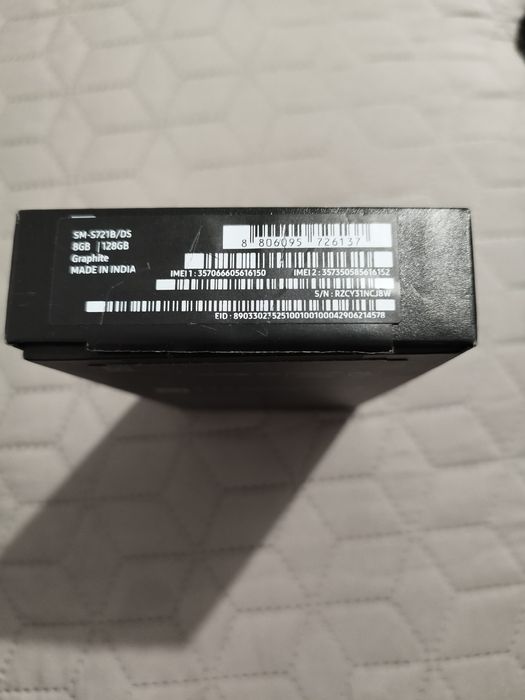 SM-S721B/DS
8GB | 128GB
Graphite
MADE IN INDIA
8 806095 726137
IMEI 1 : 357066605616150 IMEI 2 : 357350585616152
S/N : RZCY31NCJ8W
EID : 89033023525100100100042906214578